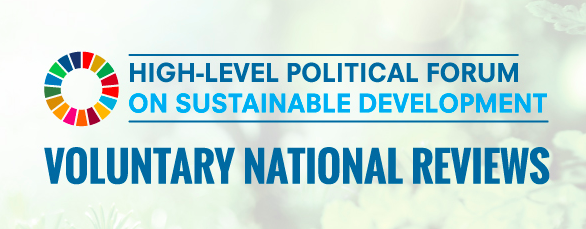 HIGH-LEVEL POLITICAL FORUM
ON SUSTAINABLE DEVELOPMENT
VOLUNTARY NATIONAL REVIEWS